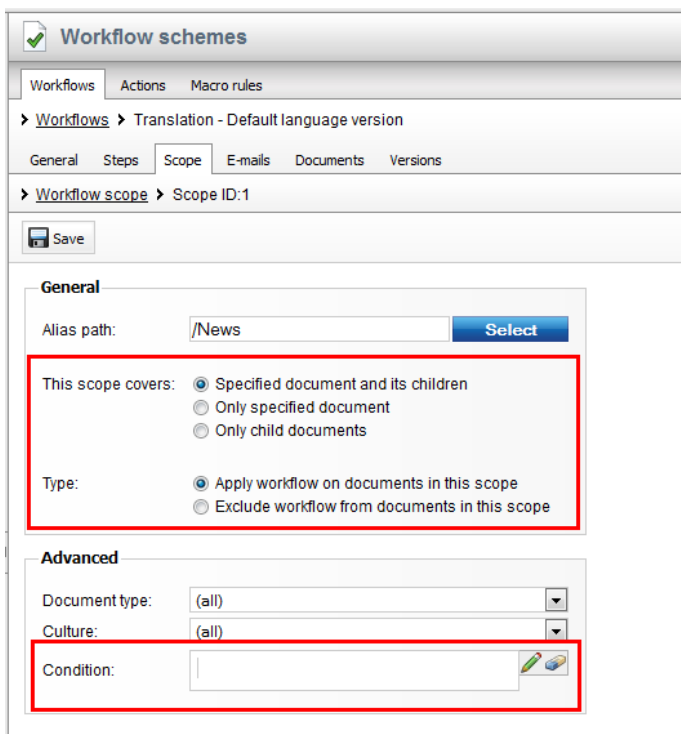 Workflow schemes
Workflows Actions Macro rules
Workflows Translation - Default language version
General Steps Scope E-mails Documents Versions
Workflow scope Scope ID:1
Save
General
Alias path: /News Select
This scope covers: Specified document and its children
Only specified document
Only child documents
Type: Apply workflow on documents in this scope
Exclude workflow from documents in this scope
Advanced
Document type: (all)
Culture: (all)
Condition: